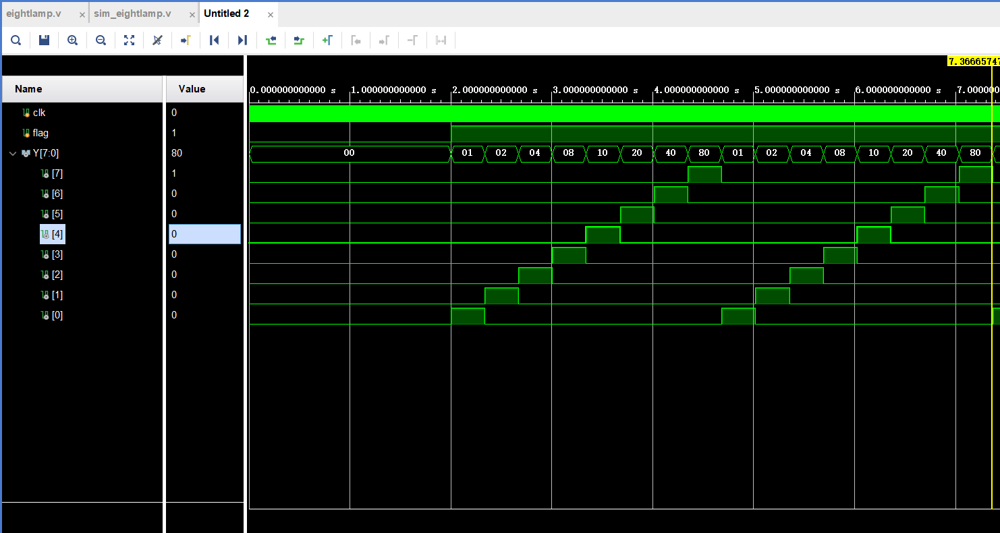 eightlamp.v × sim_eightlamp.v × Untitled 2 ×
7.36665747
Name Value
0.000000000000 s 1.000000000000 s 2.000000000000 s 3.000000000000 s 4.000000000000 s 5.000000000000 s 6.000000000000 s 7.000000
clk 0
flag 1
Y[7:0] 80 00 01 02 04 08 10 20 40 80 01 02 04 08 10 20 40 80
[7] 1
[6] 0
[5] 0
[4] 0
[3] 0
[2] 0
[1] 0
[0] 0